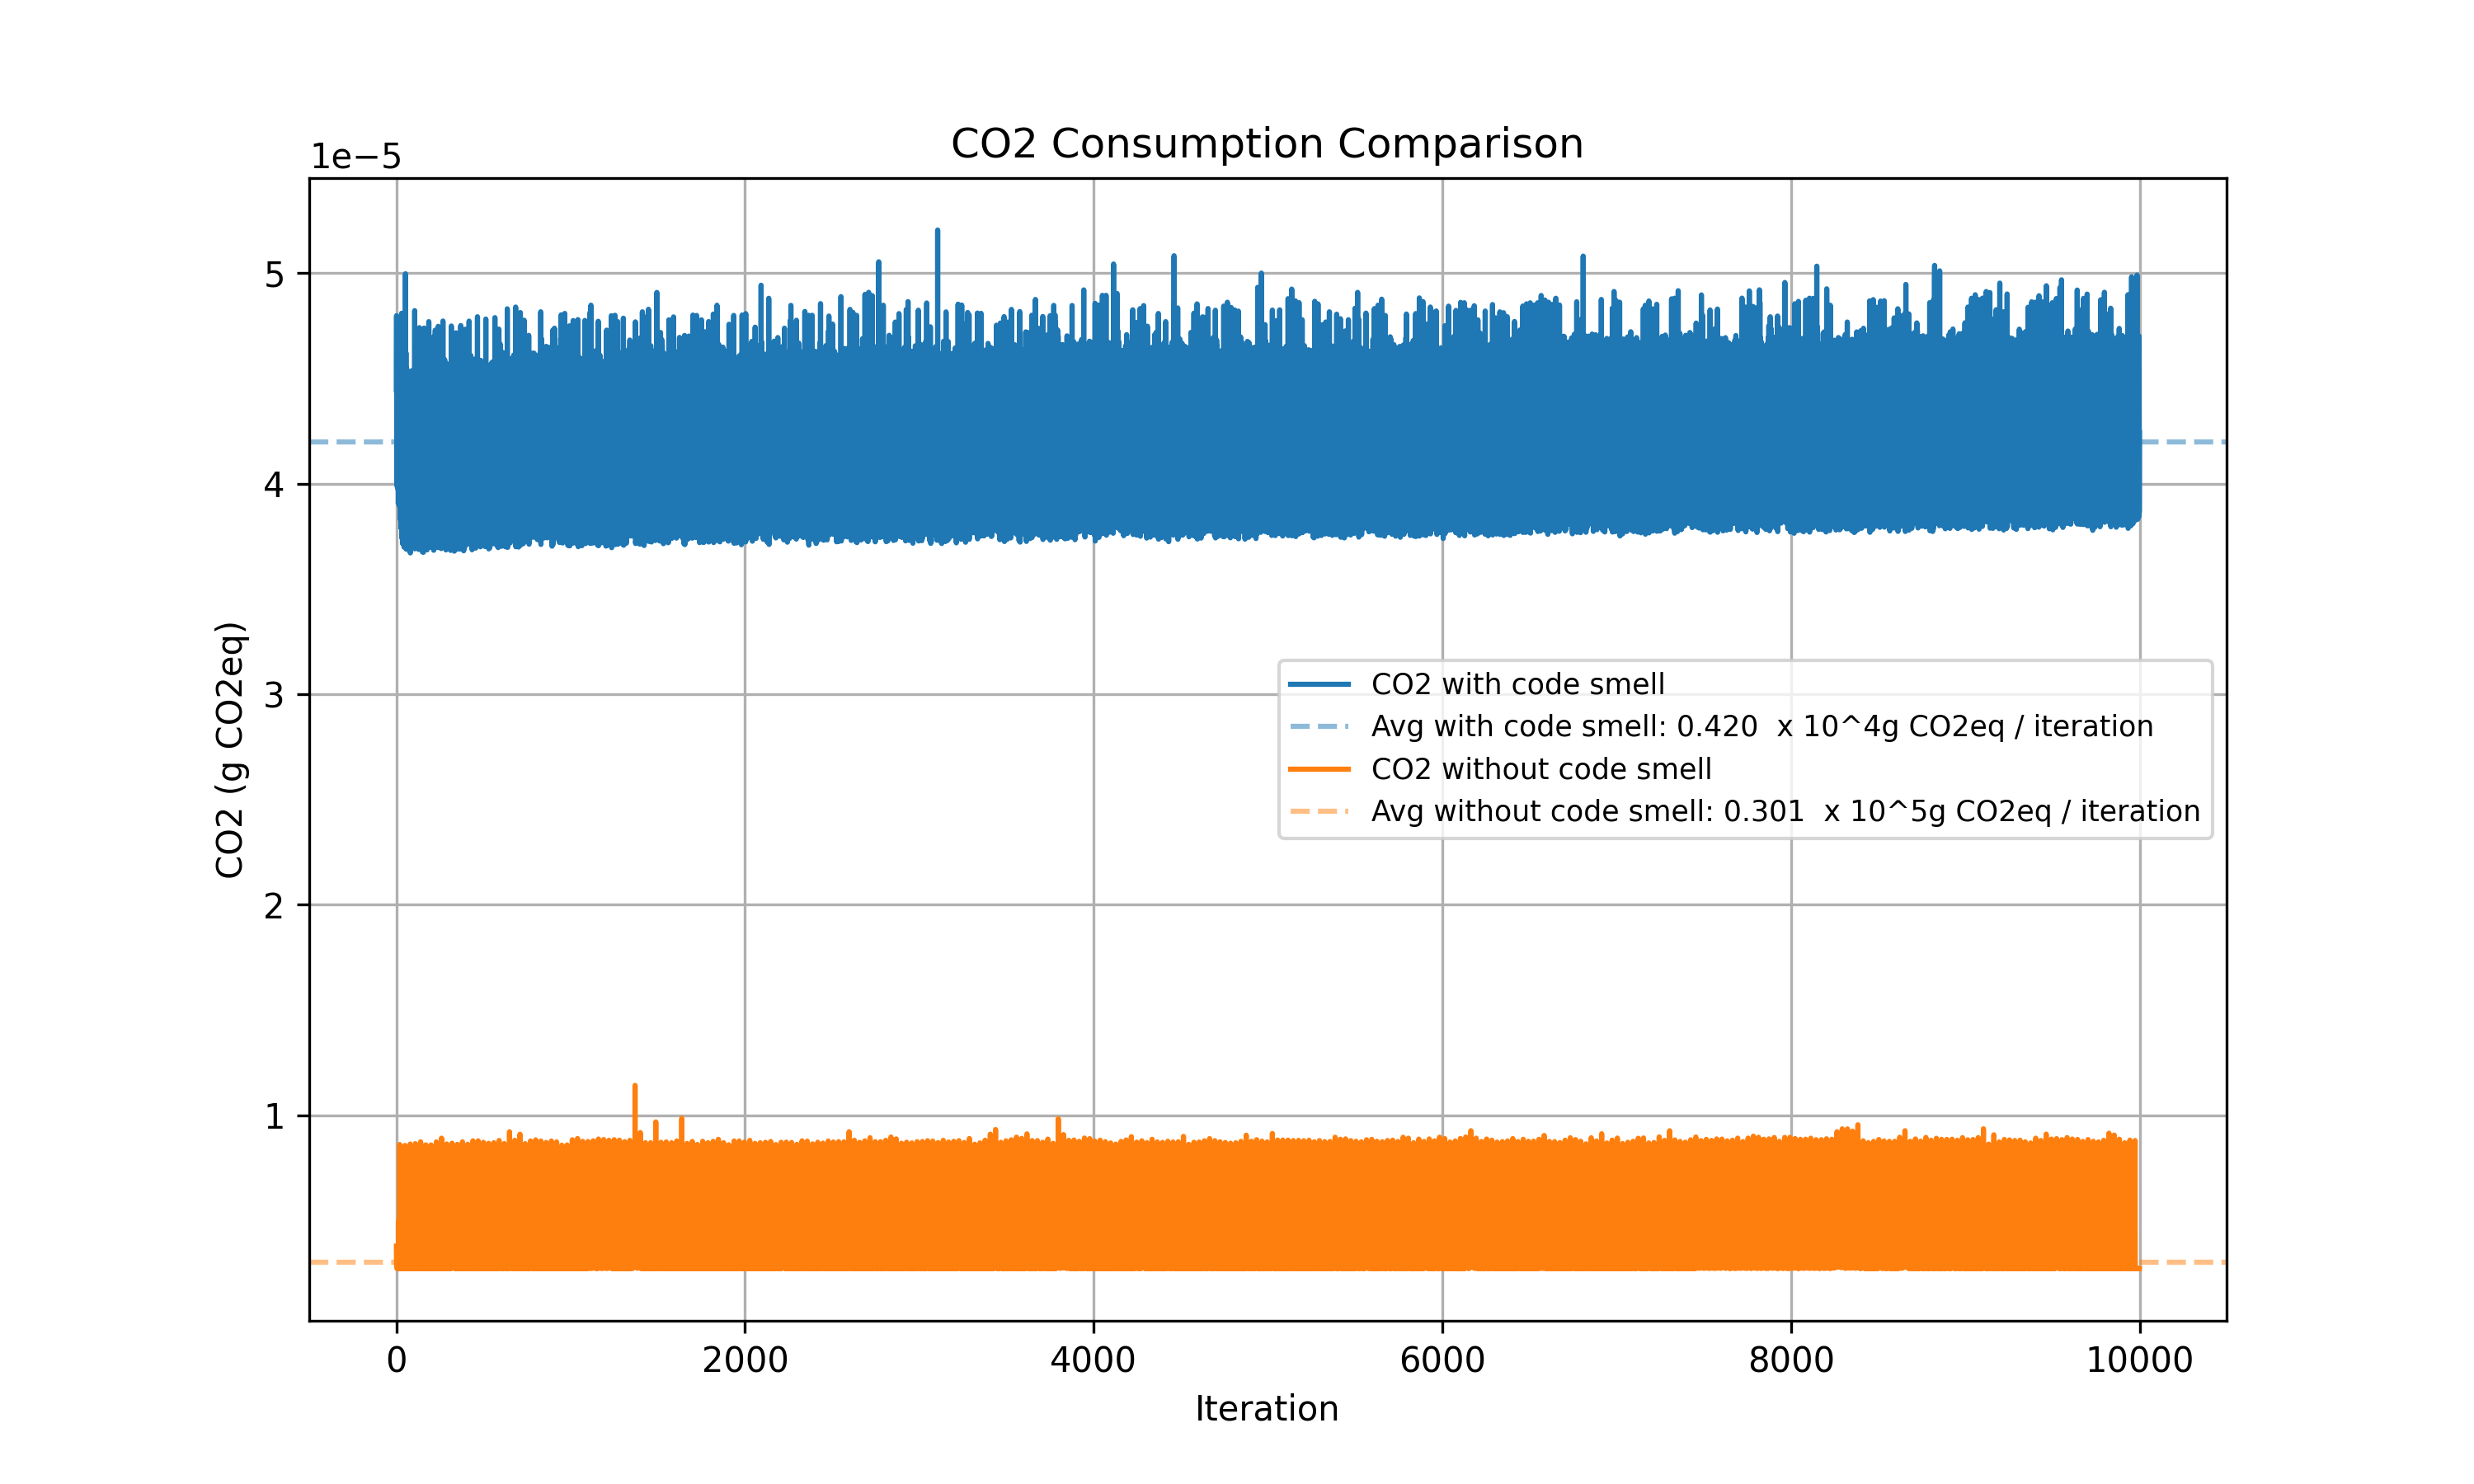 CO2 Consumption Comparison
1e−5
5
4
3
2
1
CO2 (g CO2eq)
CO2 with code smell
Avg with code smell: 0.420  x 10^4g CO2eq / iteration
CO2 without code smell
Avg without code smell: 0.301  x 10^5g CO2eq / iteration
0 2000 4000 6000 8000 10000
Iteration